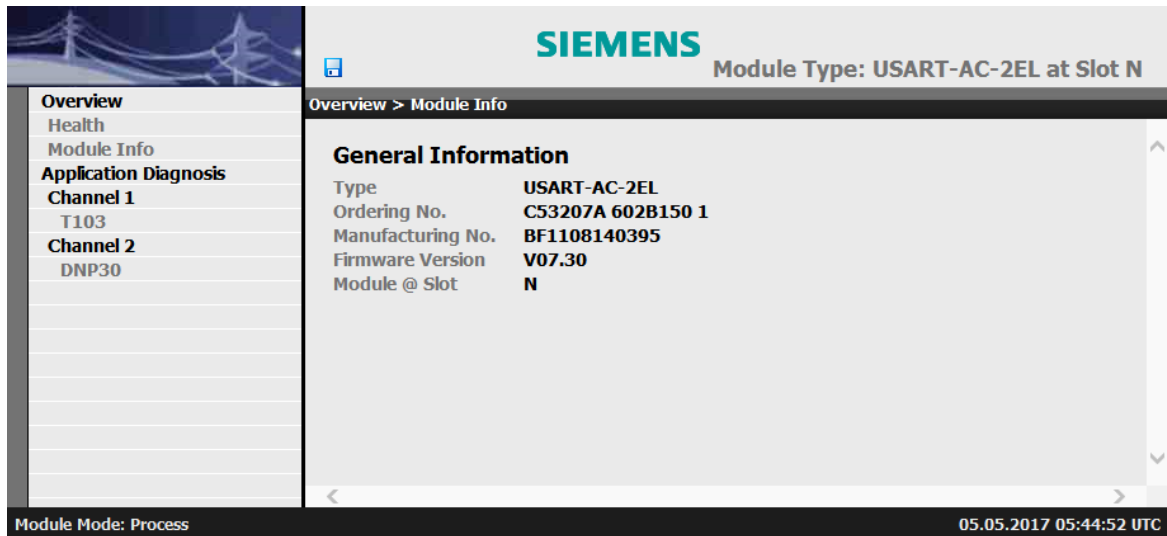 SIEMENS
Module Type: USART-AC-2EL at Slot N
Overview
Health
Module Info
Application Diagnosis
Channel 1
T103
Channel 2
DNP30
Overview > Module Info
General Information
Type USART-AC-2EL
Ordering No. C53207A 602B150 1
Manufacturing No. BF1108140395
Firmware Version V07.30
Module @ Slot N
Module Mode: Process 05.05.2017 05:44:52 UTC